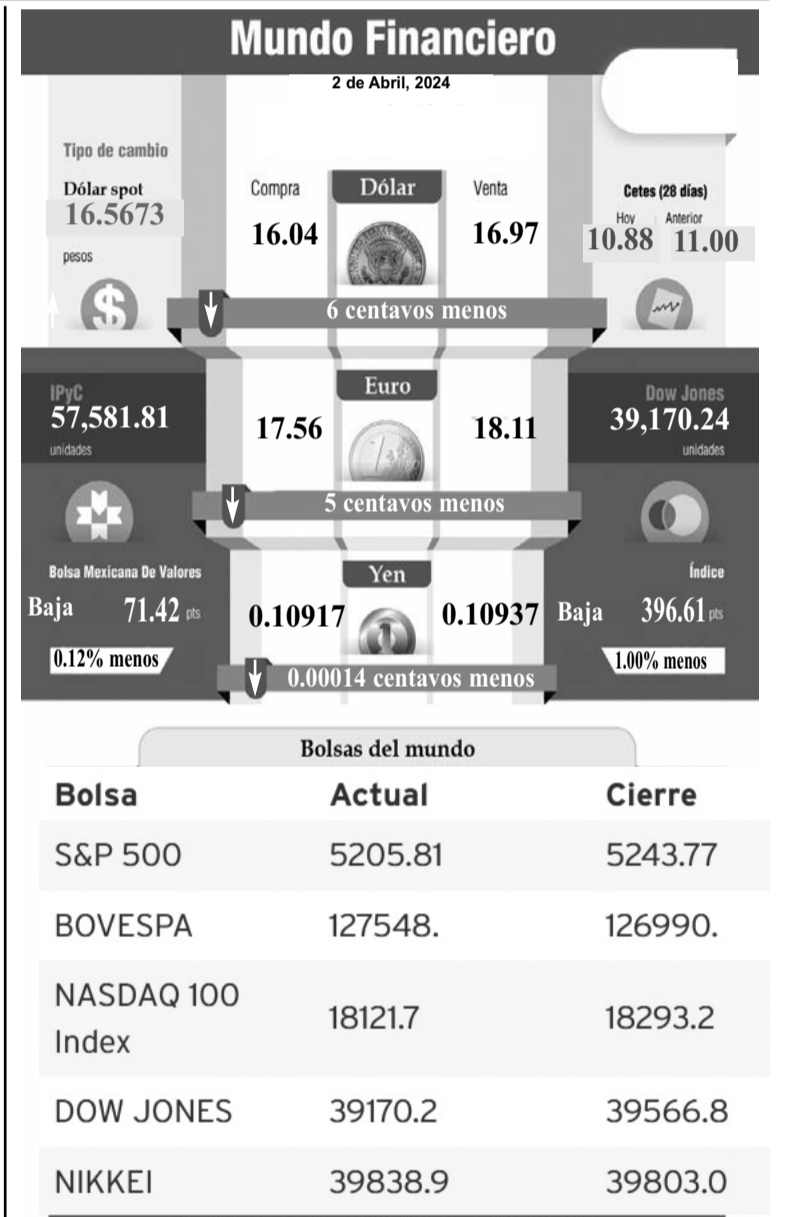 Mundo Financiero
2 de Abril, 2024
Tipo de cambio
Dólar spot
16.5673
pesos
$
Compra
Dólar
Venta
16.04
16.97
6 centavos menos
Cetes (28 días)
Hoy
Anterior
10.88
11.00
IPyC
57,581.81
unidades
Euro
17.56
18.11
5 centavos menos
Dow Jones
39,170.24
unidades
Bolsa Mexicana De Valores
Baja 71.42 pts
0.12% menos
Yen
0.10917
0.10937
0.00014 centavos menos
Índice
Baja 396.61 pts
1.00% menos
Bolsas del mundo
Bolsa Actual Cierre
S&P 500 5205.81 5243.77
BOVESPA 127548. 126990.
NASDAQ 100
Index
18121.7 18293.2
DOW JONES 39170.2 39566.8
NIKKEI 39838.9 39803.0